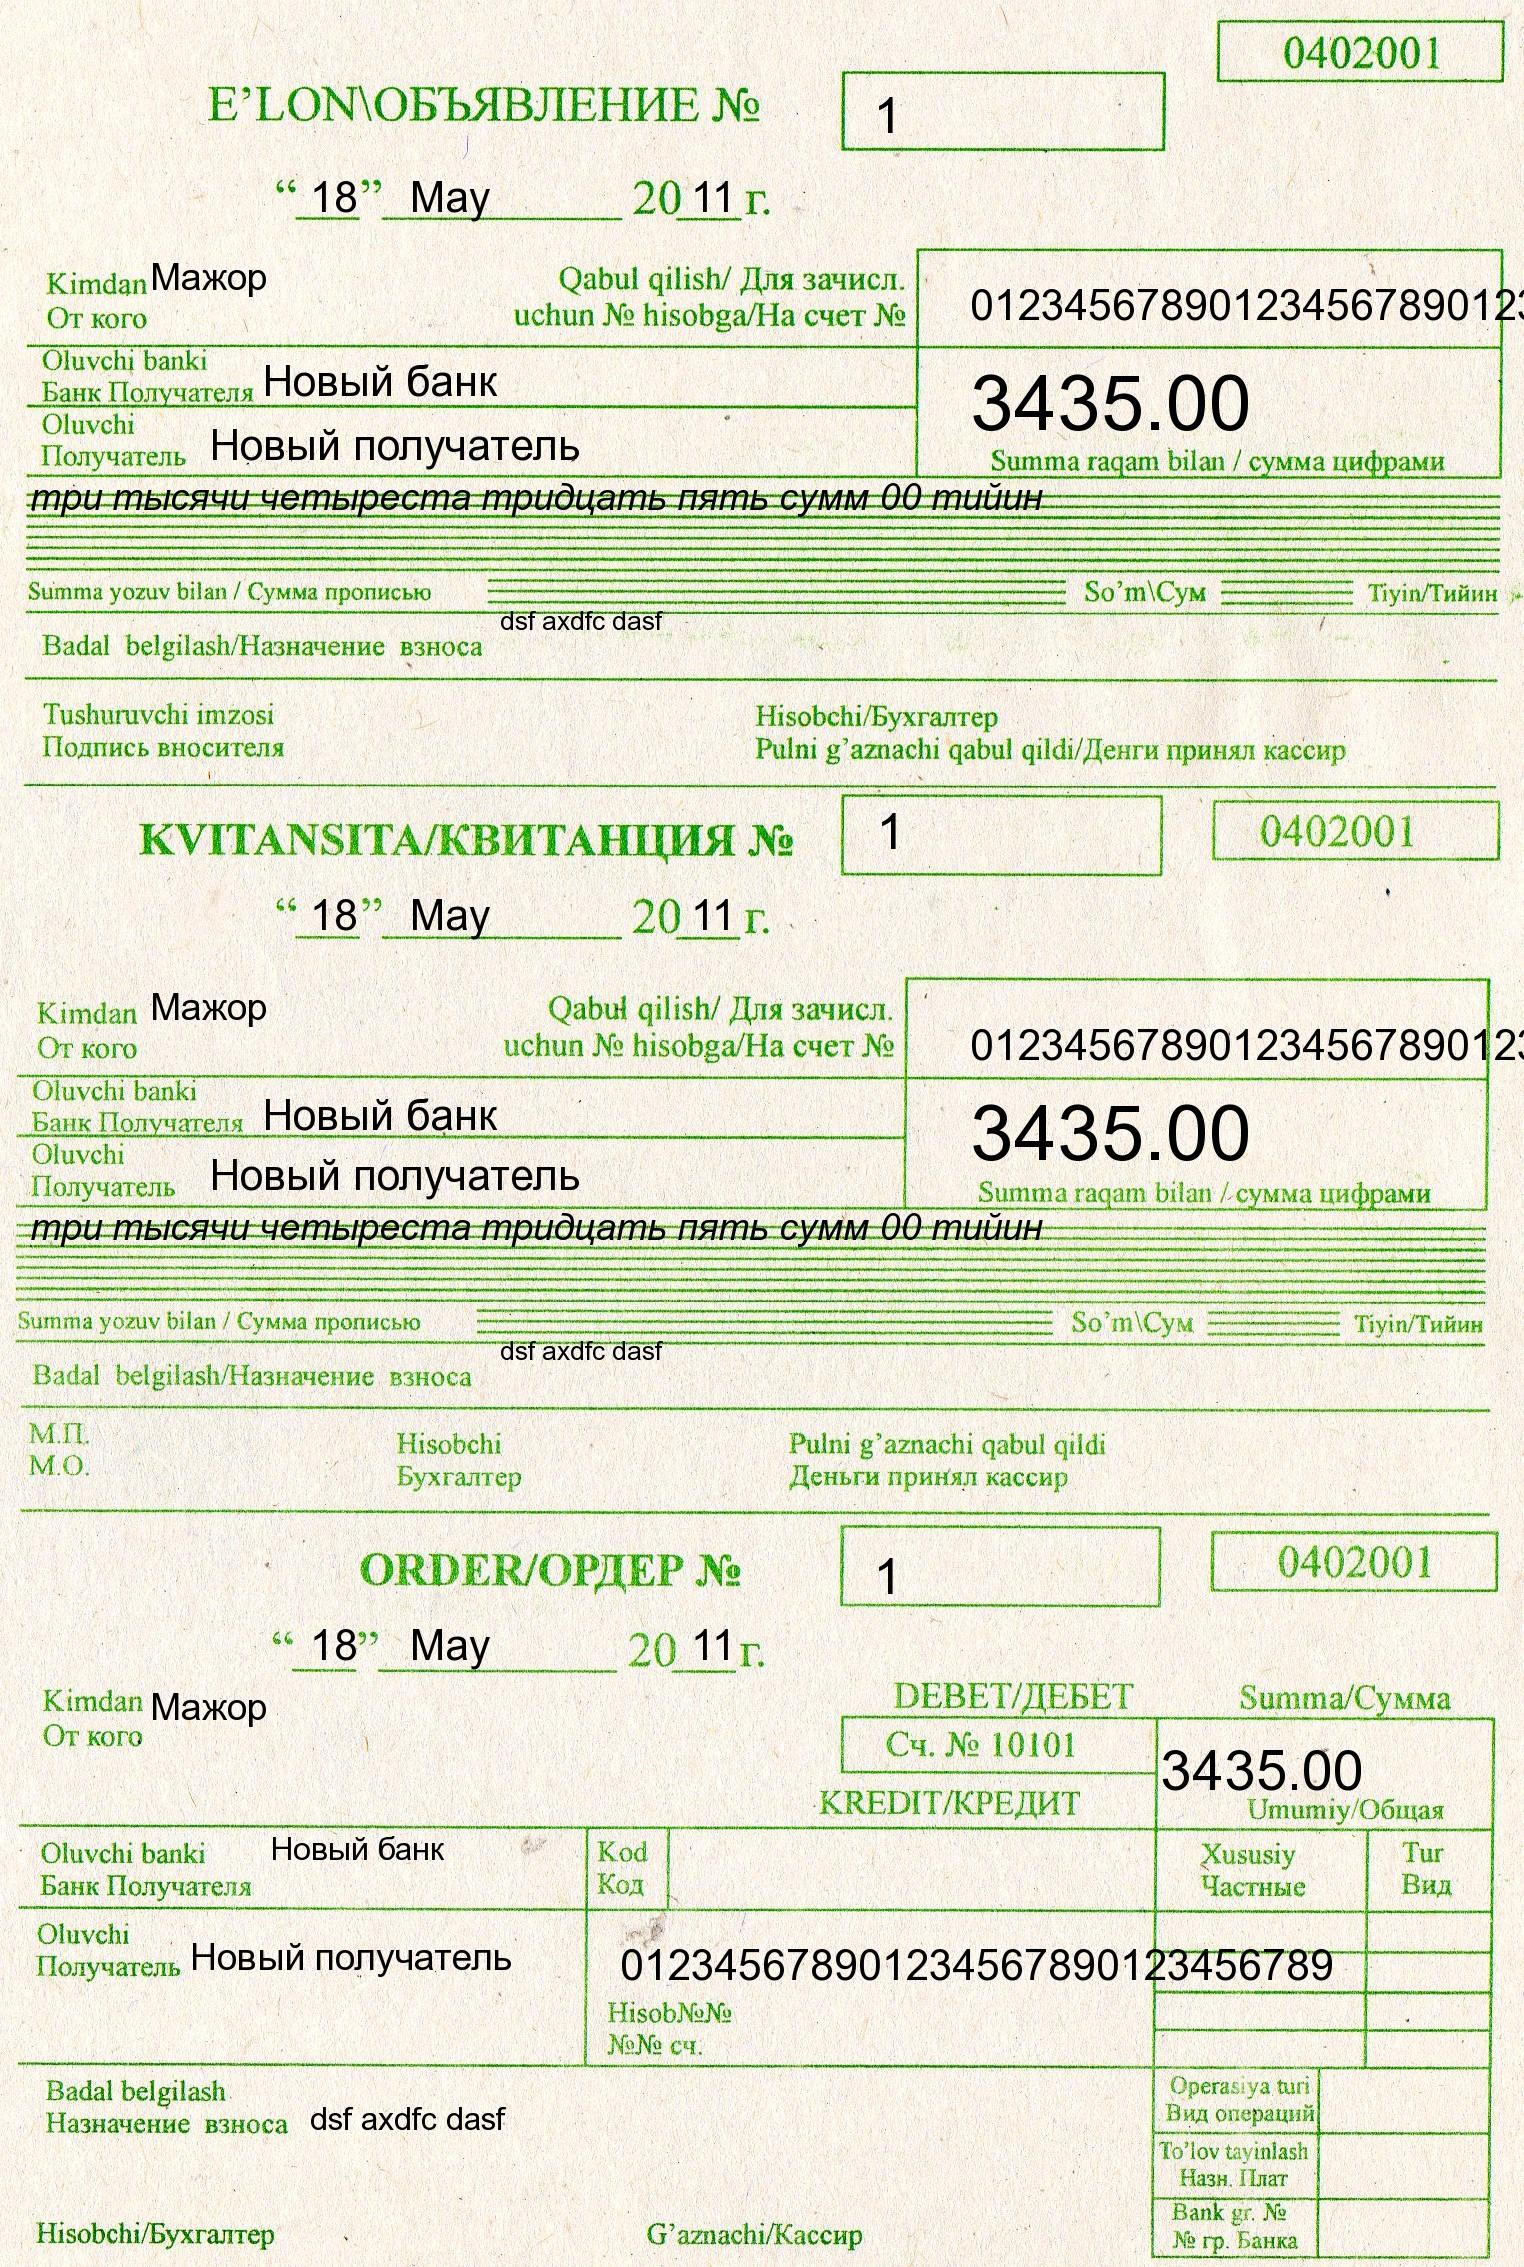 0402001
E’LON\ОБЪЯВЛЕНИЕ № 1
“ 18” May 20 11 г.
Kimdan Мажор
От кого
Qabul qilish/ Для зачисл.
uchun № hisobga/На счет №
012345678901234567890123
Oluvchi banki
Банк Получателя Новый банк
Oluvchi
Получатель Новый получатель
3435.00
Summa raqam bilan / сумма цифрами
три тысячи четыреста тридцать пять сумм 00 тийин
Summa yozuv bilan / Сумма прописью So’m\Сум Tiyin/Тийин
dsf axdfc dasf
Badal belgilash/Назначение взноса
Tushuruvchi imzosi
Подпись вносителя
Hisobchi/Бухгалтер
Pulni g’aznachi qabul qildi/Денги принял кассир
KVITANSITA/КВИТАНЦИЯ № 1 0402001
“ 18” May 20 11 г.
Kimdan Мажор
От кого
Qabul qilish/ Для зачисл.
uchun № hisobga/На счет №
012345678901234567890123
Oluvchi banki
Банк Получателя Новый банк
Oluvchi
Получатель Новый получатель
3435.00
Summa raqam bilan / сумма цифрами
три тысячи четыреста тридцать пять сумм 00 тийин
Summa yozuv bilan / Сумма прописью So’m\Сум Tiyin/Тийин
dsf axdfc dasf
Badal belgilash/Назначение взноса
М.П.
М.О.
Hisobchi
Бухгалтер
Pulni g’aznachi qabul qildi
Деньги принял кассир
ORDER/ОРДЕР № 1 0402001
“ 18” May 20 11 г.
Kimdan Мажор
От кого
DEBET/ДЕБЕТ Summa/Сумма
Сч. № 10101
3435.00
KREDIT/КРЕДИТ Umumiy/Общая
Oluvchi banki Новый банк
Банк Получателя
Kod
Код
Xususiy
Частные
Tur
Вид
Oluvchi
Получатель Новый получатель
012345678901234567890123456789
Hisob№№
№№ сч.
Badal belgilash
Назначение взноса dsf axdfc dasf
Operasiya turi
Вид операций
To’lov tayinlash
Назн. Плат
Bank gr. №
№ гр. Банка
Hisobchi/Бухгалтер G’aznachi/Кассир